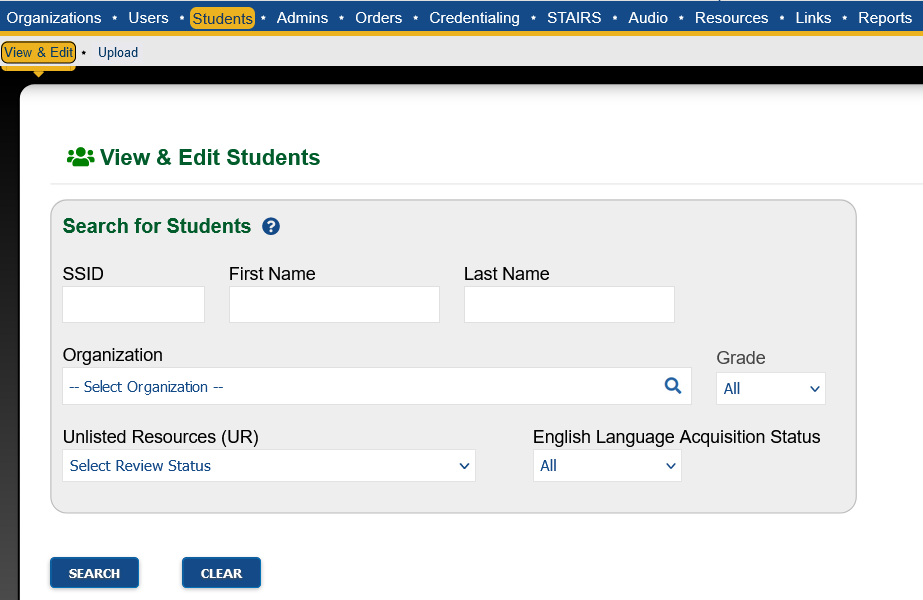 Organizations • Users • Students • Admins • Orders • Credentialing • STAIRS • Audio • Resources • Links • Reports
View & Edit • Upload
View & Edit Students
Search for Students ?
SSID First Name Last Name
Organization Grade
-- Select Organization -- All
Unlisted Resources (UR) English Language Acquisition Status
Select Review Status All
SEARCH CLEAR